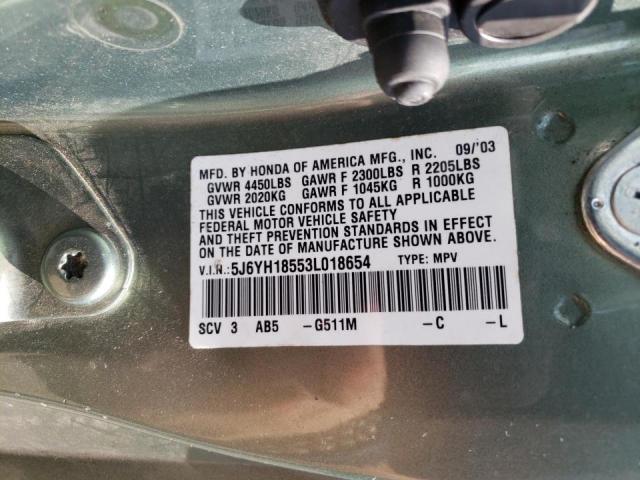 MFD. BY HONDA OF AMERICA MFG., INC. 09/'03
GVWR 4450LBS GAWR F 2300LBS R 2205LBS
GVWR 2020KG GAWR F 1045KG R 1000KG
THIS VEHICLE CONFORMS TO ALL APPLICABLE
FEDERAL MOTOR VEHICLE SAFETY
AND THEFT PREVENTION STANDARDS IN EFFECT
ON THE DATE OF MANUFACTURE SHOWN ABOVE.
V.I.N.:5J6YH18553L018654 TYPE: MPV
SCV 3 AB5 -G511M -C -L